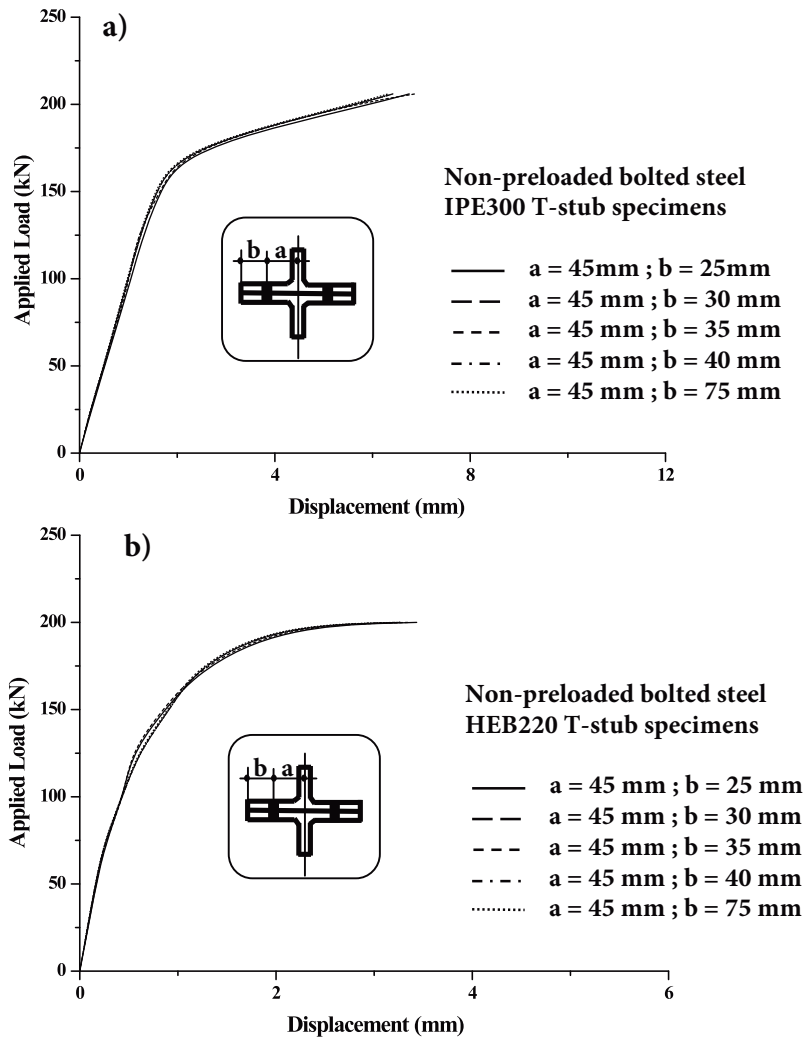 a)
250
200
150
100
50
0
Applied Load (kN)
0 4 8 12
Displacement (mm)
b a
Non-preloaded bolted steel
IPE300 T-stub specimens
a = 45mm ; b = 25mm
a = 45 mm ; b = 30 mm
a = 45 mm ; b = 35 mm
a = 45 mm ; b = 40 mm
a = 45 mm ; b = 75 mm
b)
250
200
150
100
50
0
Applied Load (kN)
0 1 2 3 4 5 6
Displacement (mm)
b a
Non-preloaded bolted steel
HEB220 T-stub specimens
a = 45 mm ; b = 25 mm
a = 45 mm ; b = 30 mm
a = 45 mm ; b = 35 mm
a = 45 mm ; b = 40 mm
a = 45 mm ; b = 75 mm